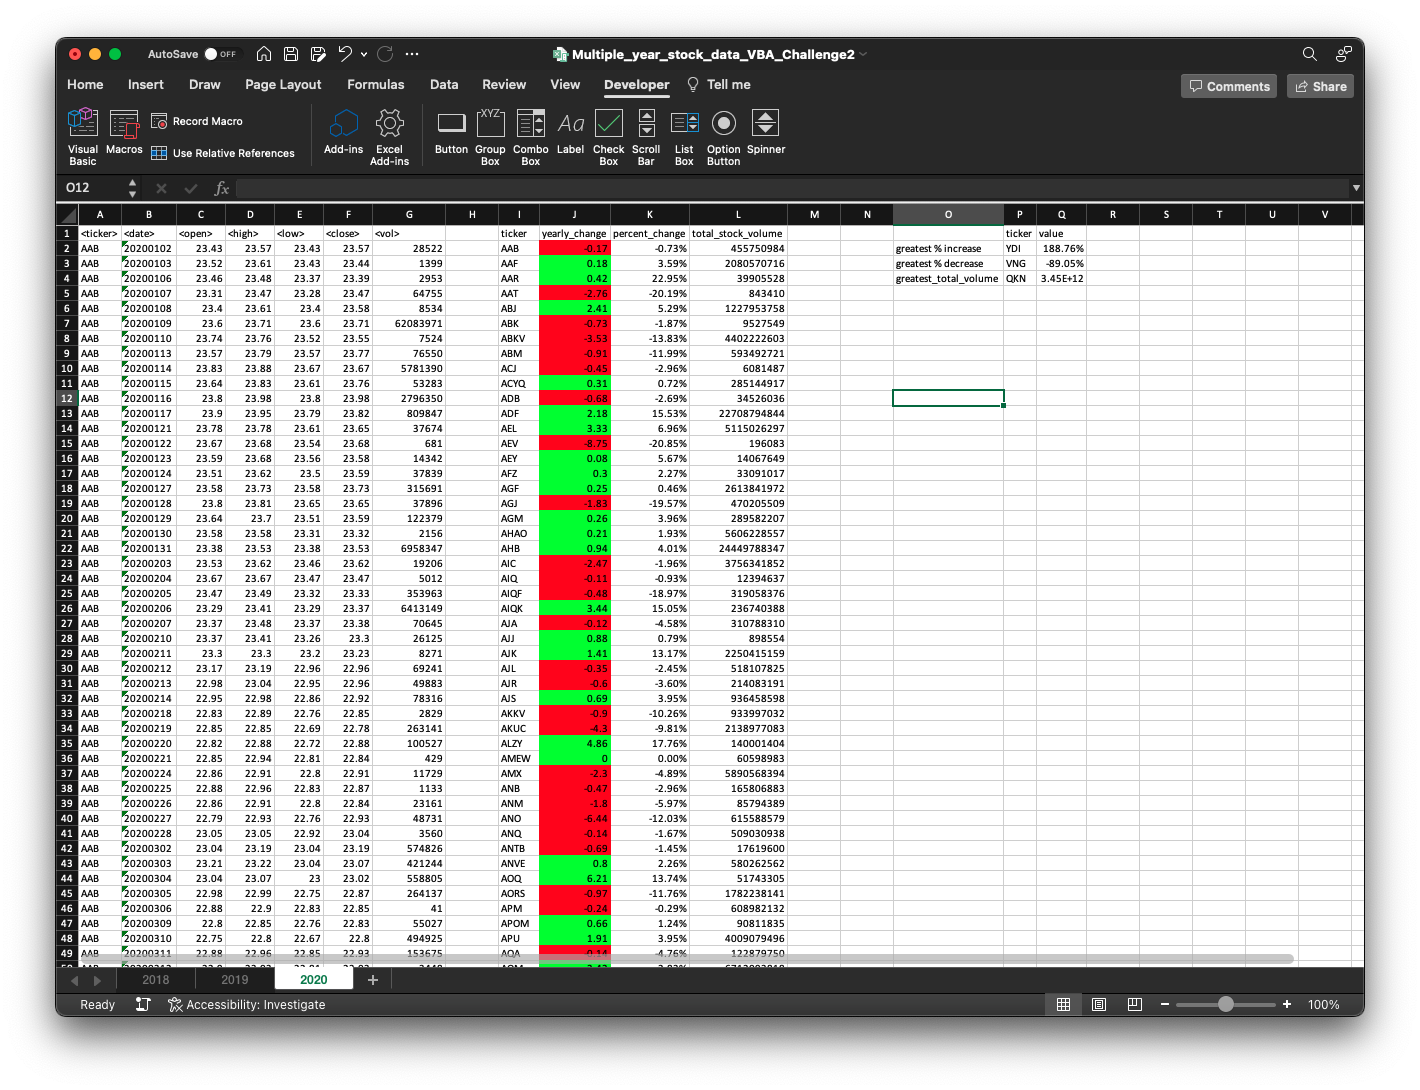 AutoSave OFF Multiple_year_stock_data_VBA_Challenge2
Home Insert Draw Page Layout Formulas Data Review View Developer Tell me Comments Share
Visual Basic Macros Record Macro Use Relative References Add-ins Excel Add-ins Button Group Box Combo Box Label Check Box Scroll Bar List Box Option Button Spinner
XYZ Aa
O12 fx
A B C D E F G H I J K L M N O P Q R S T U V
1 <ticker> <date> <open> <high> <low> <close> <vol> ticker yearly_change percent_change total_stock_volume ticker value
2 AAB 20200102 23.43 23.57 23.43 23.57 28522 AAB -0.17 -0.73% 455750984 greatest % increase YDI 188.76%
3 AAB 20200103 23.52 23.61 23.43 23.44 1399 AAF 0.18 3.59% 2080570716 greatest % decrease VNG -89.05%
4 AAB 20200106 23.46 23.48 23.37 23.39 2953 AAR 0.42 22.95% 39905528 greatest_total_volume QKN 3.45E+12
5 AAB 20200107 23.31 23.47 23.28 23.47 64755 AAT -2.76 -20.19% 843410
6 AAB 20200108 23.4 23.61 23.4 23.58 8534 ABJ 2.41 5.29% 1227953758
7 AAB 20200109 23.6 23.71 23.6 23.71 62083971 ABK -0.73 -1.87% 9527549
8 AAB 20200110 23.74 23.76 23.52 23.55 7524 ABKV -3.53 -13.83% 4402222603
9 AAB 20200113 23.57 23.79 23.57 23.77 76550 ABM -0.91 -11.99% 593492721
10 AAB 20200114 23.83 23.88 23.67 23.67 5781390 ACJ -0.45 -2.96% 6081487
11 AAB 20200115 23.64 23.83 23.61 23.76 53283 ACYQ 0.31 0.72% 285144917
12 AAB 20200116 23.8 23.98 23.8 23.98 2796350 ADB -0.68 -2.69% 34526036
13 AAB 20200117 23.9 23.95 23.79 23.82 809847 ADF 2.18 15.53% 22708794844
14 AAB 20200121 23.78 23.78 23.61 23.65 37674 AEL 3.33 6.96% 5115026297
15 AAB 20200122 23.67 23.68 23.54 23.68 681 AEV -8.75 -20.85% 196083
16 AAB 20200123 23.59 23.68 23.56 23.58 14342 AEY 0.08 5.67% 14067649
17 AAB 20200124 23.51 23.62 23.5 23.59 37839 AFZ 0.3 2.27% 33091017
18 AAB 20200127 23.58 23.73 23.58 23.73 315691 AGF 0.25 0.46% 2613841972
19 AAB 20200128 23.8 23.81 23.65 23.65 37896 AGJ -1.83 -19.57% 470205509
20 AAB 20200129 23.64 23.7 23.51 23.59 122379 AGM 0.26 3.96% 289582207
21 AAB 20200130 23.58 23.58 23.31 23.32 2156 AHAO 0.21 1.93% 5606228557
22 AAB 20200131 23.38 23.53 23.38 23.53 6958347 AHB 0.94 4.01% 24449788347
23 AAB 20200203 23.53 23.62 23.46 23.62 19206 AIC -2.47 -1.96% 3756341852
24 AAB 20200204 23.67 23.67 23.47 23.47 5012 AIQ -0.11 -0.93% 12394637
25 AAB 20200205 23.47 23.49 23.32 23.33 353963 AIQF -0.48 -18.97% 319058376
26 AAB 20200206 23.29 23.41 23.29 23.37 6413149 AIQK 3.44 15.05% 236740388
27 AAB 20200207 23.37 23.48 23.37 23.38 70645 AJA -0.12 -4.58% 310788310
28 AAB 20200210 23.37 23.41 23.26 23.3 26125 AJJ 0.88 0.79% 898554
29 AAB 20200211 23.3 23.3 23.2 23.23 8271 AJK 1.41 13.17% 2250415159
30 AAB 20200212 23.17 23.19 22.96 22.96 69241 AJL -0.35 -2.45% 518107825
31 AAB 20200213 22.98 23.04 22.95 22.96 49883 AJR -0.6 -3.60% 214083191
32 AAB 20200214 22.95 22.98 22.86 22.92 78316 AJS 0.69 3.95% 936458598
33 AAB 20200218 22.83 22.89 22.76 22.85 2829 AKKV -0.9 -10.26% 933997032
34 AAB 20200219 22.85 22.85 22.69 22.78 263141 AKUC -4.3 -9.81% 2138977083
35 AAB 20200220 22.82 22.88 22.72 22.88 100527 ALZY 4.86 17.76% 140001404
36 AAB 20200221 22.85 22.94 22.81 22.84 429 AMEW 0 0.00% 60598983
37 AAB 20200224 22.86 22.91 22.8 22.91 11729 AMX -2.3 -4.89% 5890568394
38 AAB 20200225 22.88 22.96 22.83 22.87 1133 ANB -0.47 -2.96% 165806883
39 AAB 20200226 22.86 22.91 22.8 22.84 23161 ANM -1.8 -5.97% 85794389
40 AAB 20200227 22.79 22.93 22.76 22.93 48731 ANO -6.44 -12.03% 615588579
41 AAB 20200228 23.05 23.05 22.92 23.04 3560 ANQ -0.14 -1.67% 509030938
42 AAB 20200302 23.04 23.19 23.04 23.19 574826 ANTB -0.69 -1.45% 17619600
43 AAB 20200303 23.21 23.22 23.04 23.07 421244 ANVE 0.8 2.26% 580262562
44 AAB 20200304 23.04 23.07 23 23.02 558805 AOQ 6.21 13.74% 51743305
45 AAB 20200305 22.98 22.99 22.75 22.87 264137 AORS -0.97 -11.76% 1782238141
46 AAB 20200306 22.88 22.9 22.83 22.85 41 APM -0.24 -0.29% 608982132
47 AAB 20200309 22.8 22.85 22.76 22.83 55027 APOM 0.66 1.24% 90811835
48 AAB 20200310 22.75 22.8 22.67 22.8 494925 APU 1.91 3.95% 4009079496
49 AAB 20200311 22.88 22.96 22.85 22.93 153675 AQA -0.14 -4.76% 122879750
2018 2019 2020 +
Ready Accessibility: Investigate 100%